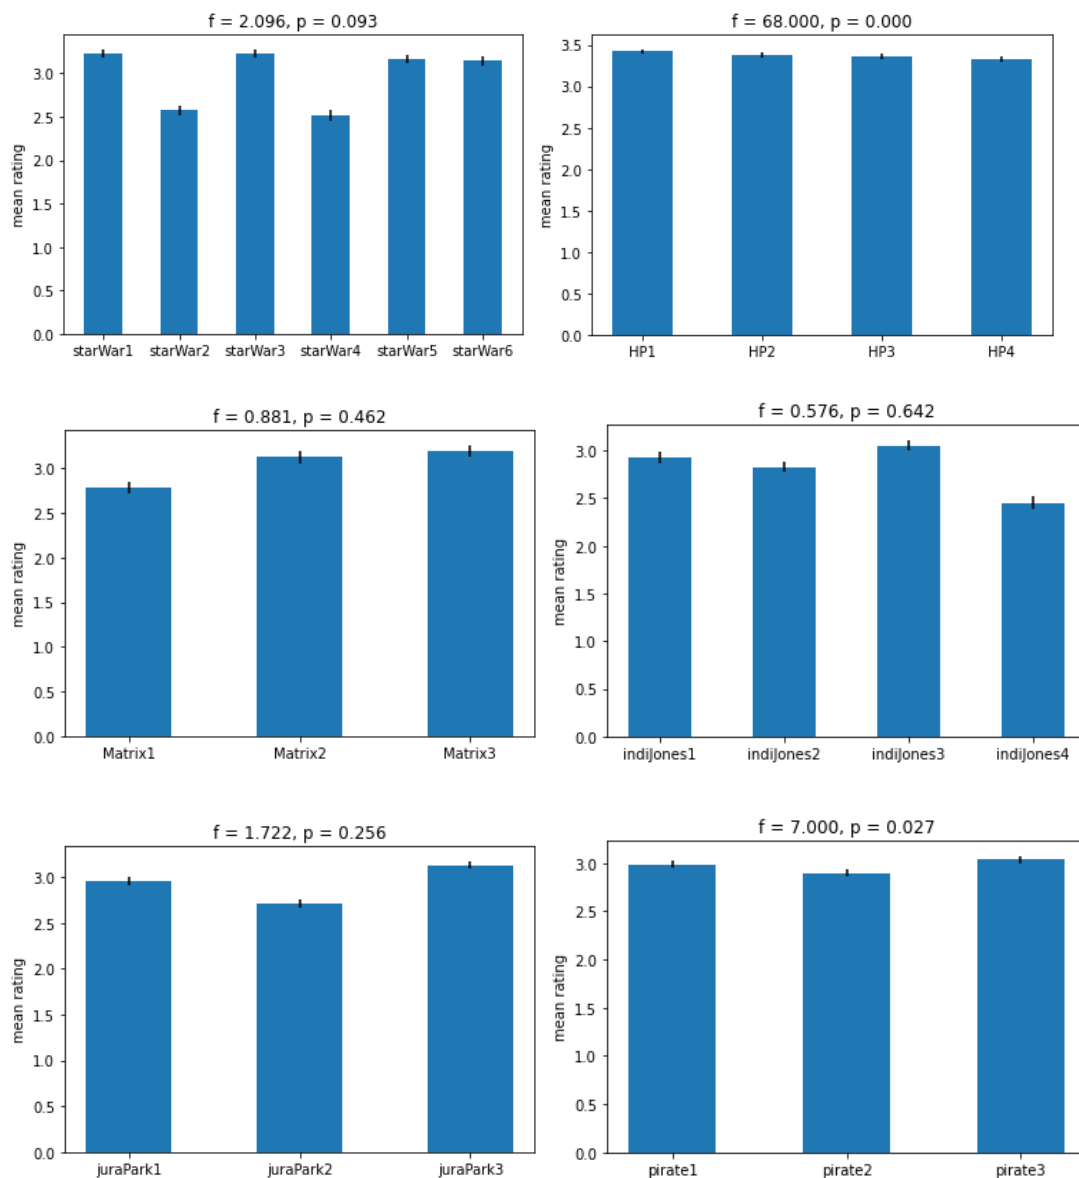 f = 2.096, p = 0.093
mean rating
3.0
2.5
2.0
1.5
1.0
0.5
0.0
starWar1 starWar2 starWar3 starWar4 starWar5 starWar6
f = 68.000, p = 0.000
mean rating
3.5
3.0
2.5
2.0
1.5
1.0
0.5
0.0
HP1 HP2 HP3 HP4
f = 0.881, p = 0.462
mean rating
3.0
2.5
2.0
1.5
1.0
0.5
0.0
Matrix1 Matrix2 Matrix3
f = 0.576, p = 0.642
mean rating
3.0
2.5
2.0
1.5
1.0
0.5
0.0
indiJones1 indiJones2 indiJones3 indiJones4
f = 1.722, p = 0.256
mean rating
3.0
2.5
2.0
1.5
1.0
0.5
0.0
juraPark1 juraPark2 juraPark3
f = 7.000, p = 0.027
mean rating
3.0
2.5
2.0
1.5
1.0
0.5
0.0
pirate1 pirate2 pirate3